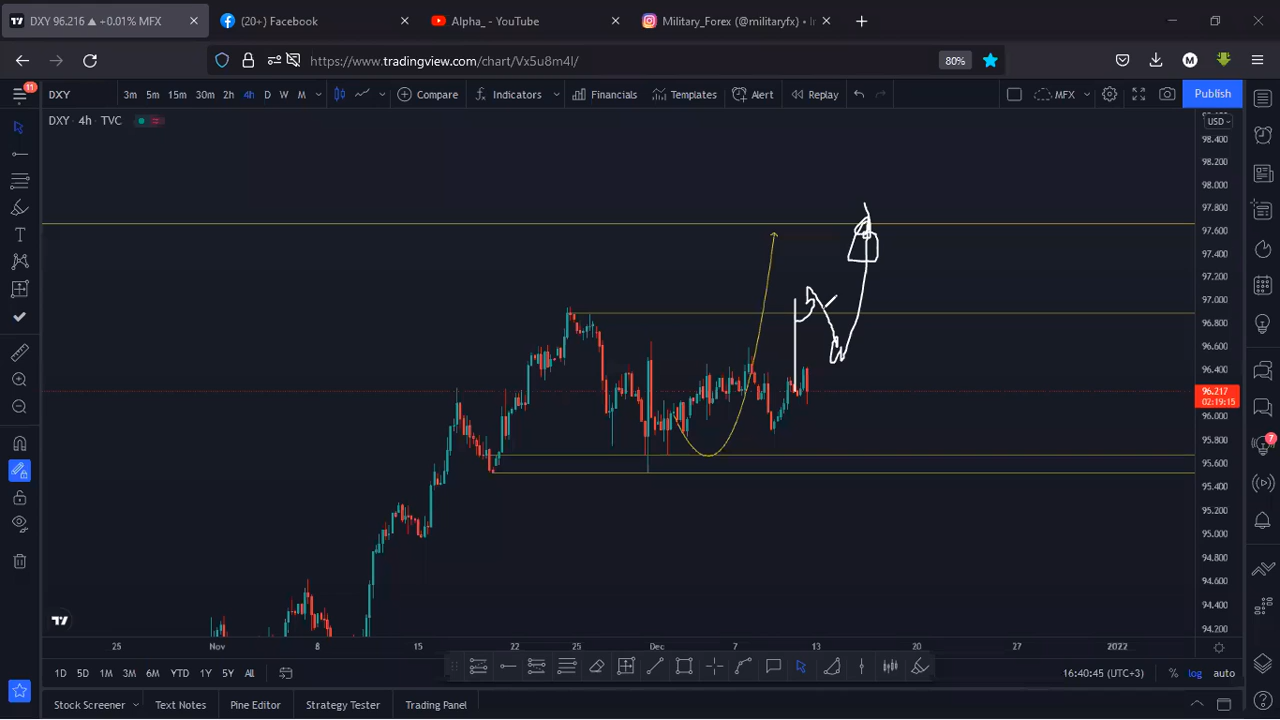 DXY 96.216 ▲ +0.01% MFX
(20+) Facebook
Alpha_ - YouTube
Military_Forex (@militaryfx) • I
80%
https://www.tradingview.com/chart/Vx5u8m4I/
M
11
DXY 3m 5m 15m 30m 2h 4h D W M Compare Indicators Financials Templates Alert Replay MFX Publish
DXY · 4h · TVC
USD
98.400
98.200
98.000
97.800
97.600
97.400
97.200
97.000
96.800
96.600
96.400
96.217
02:19:15
96.000
95.800
95.600
95.400
95.200
95.000
94.800
94.600
94.400
94.200
7
25 Nov 8 15 22 25 Dec 7 13 20 27 2022
1D 5D 1M 3M 6M YTD 1Y 5Y All
16:40:45 (UTC+3) % log auto
Stock Screener Text Notes Pine Editor Strategy Tester Trading Panel